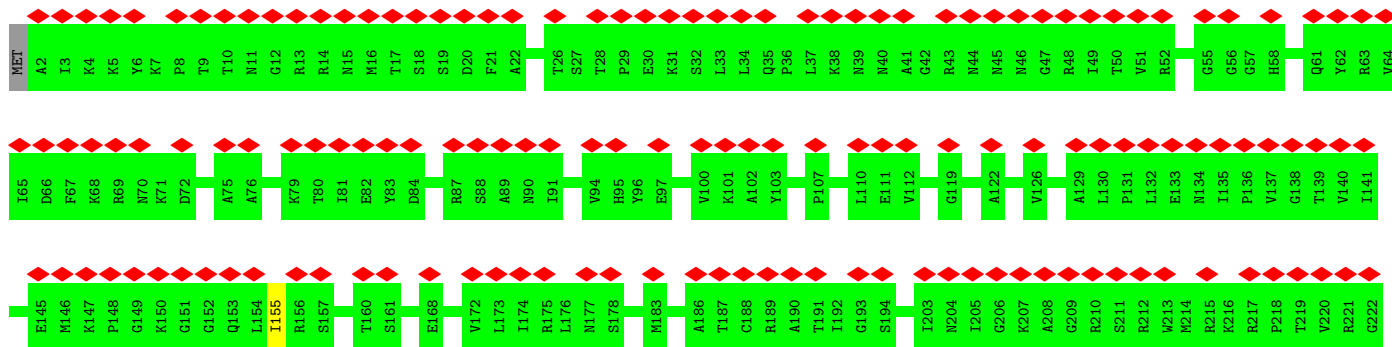 MET A2 I3 K4 K5 Y6 K7 P8 T9 T10 N11 G12 R13 R14 N15 M16 T17 S18 S19 D20 F21 A22 T26 S27 T28 P29 E30 K31 S32 L33 L34 Q35 P36 L37 K38 N39 N40 A41 G42 R43 N44 N45 N46 G47 R48 I49 T50 V51 R52 G55 G56 G57 H58 Q61 Y62 R63 V64
I65 D66 F67 K68 R69 N70 K71 D72 A75 A76 K79 T80 I81 E82 Y83 D84 R87 S88 A89 N90 I91 V94 H95 Y96 E97 V100 K101 A102 Y103 P107 L110 E111 V112 G119 A122 V126 A129 L130 P131 L132 E133 N134 I135 P136 V137 G138 T139 V140 I141
E145 M146 K147 P148 G149 K150 G151 G152 Q153 L154 I155 R156 S157 T160 S161 E168 V172 L173 I174 R175 L176 N177 S178 M183 A186 T187 C188 R189 A190 T191 I192 G193 S194 I203 N204 I205 G206 K207 A208 G209 R210 S211 R212 W213 M214 R215 K216 R217 P218 T219 V220 R221 G222